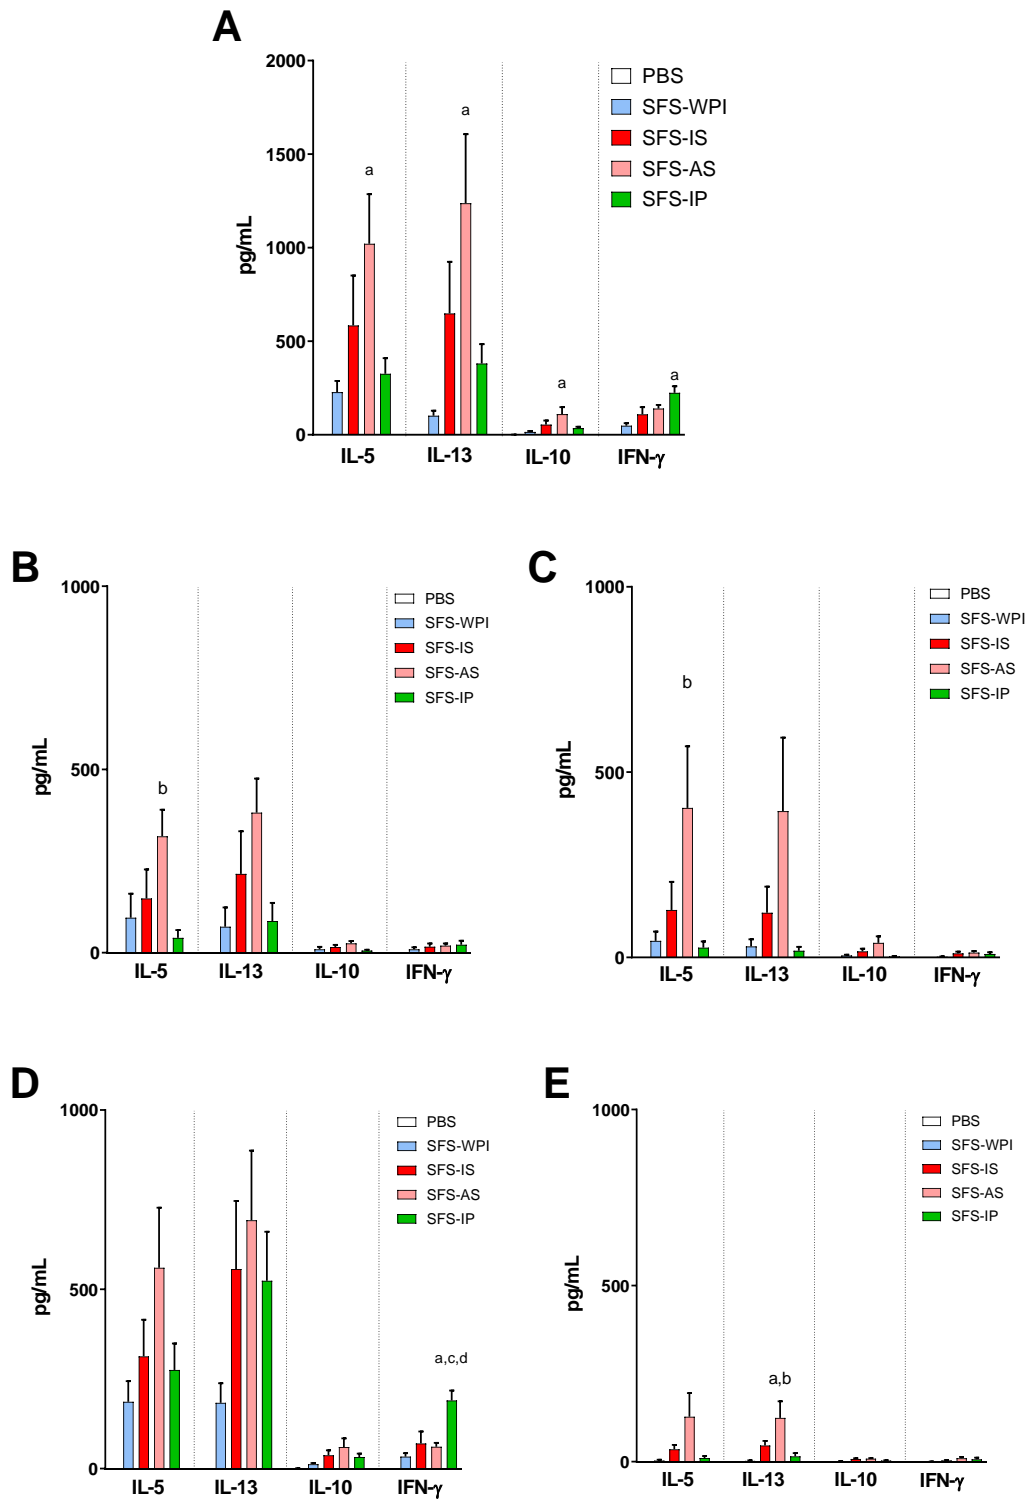 A
2000
1500
1000
500
0
pg/mL
a
a
a
a
IL-5
IL-13
IL-10
IFN-γ
PBS
SFS-WPI
SFS-IS
SFS-AS
SFS-IP
B
1000
500
0
pg/mL
b
IL-5
IL-13
IL-10
IFN-γ
PBS
SFS-WPI
SFS-IS
SFS-AS
SFS-IP
C
1000
500
0
pg/mL
b
IL-5
IL-13
IL-10
IFN-γ
PBS
SFS-WPI
SFS-IS
SFS-AS
SFS-IP
D
1000
500
0
pg/mL
a,c,d
IL-5
IL-13
IL-10
IFN-γ
PBS
SFS-WPI
SFS-IS
SFS-AS
SFS-IP
E
1000
500
0
pg/mL
a,b
IL-5
IL-13
IL-10
IFN-γ
PBS
SFS-WPI
SFS-IS
SFS-AS
SFS-IP